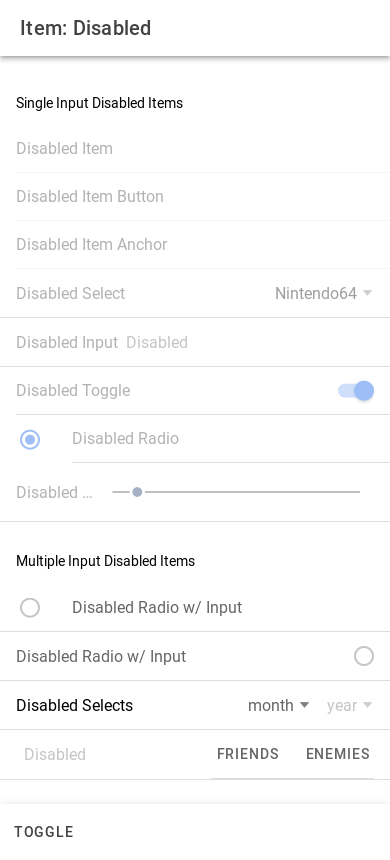 Item: Disabled
Single Input Disabled Items
Disabled Item
Disabled Item Button
Disabled Item Anchor
Disabled Select Nintendo64
Disabled Input Disabled
Disabled Toggle
Disabled Radio
Disabled ...
Multiple Input Disabled Items
Disabled Radio w/ Input
Disabled Radio w/ Input
Disabled Selects month year
Disabled FRIENDS ENEMIES
TOGGLE